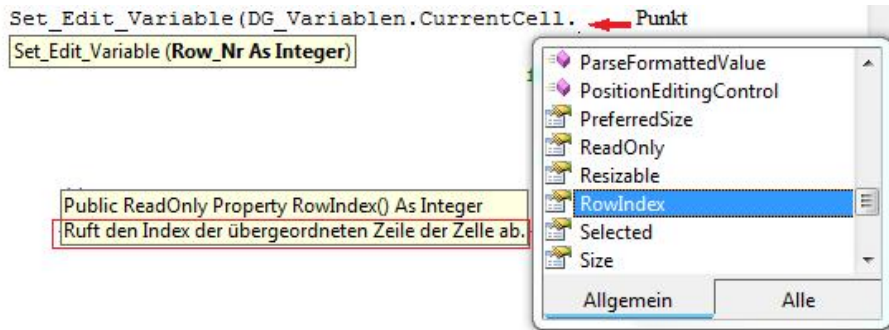 Set_Edit_Variable(DG_Variablen.CurrentCell. Punkt
Set_Edit_Variable (Row_Nr As Integer)
ParseFormattedValue
PositionEditingControl
PreferredSize
ReadOnly
Resizable
RowIndex
Selected
Size
Allgemein Alle
Public ReadOnly Property RowIndex() As Integer
Ruft den Index der übergeordneten Zeile der Zelle ab.